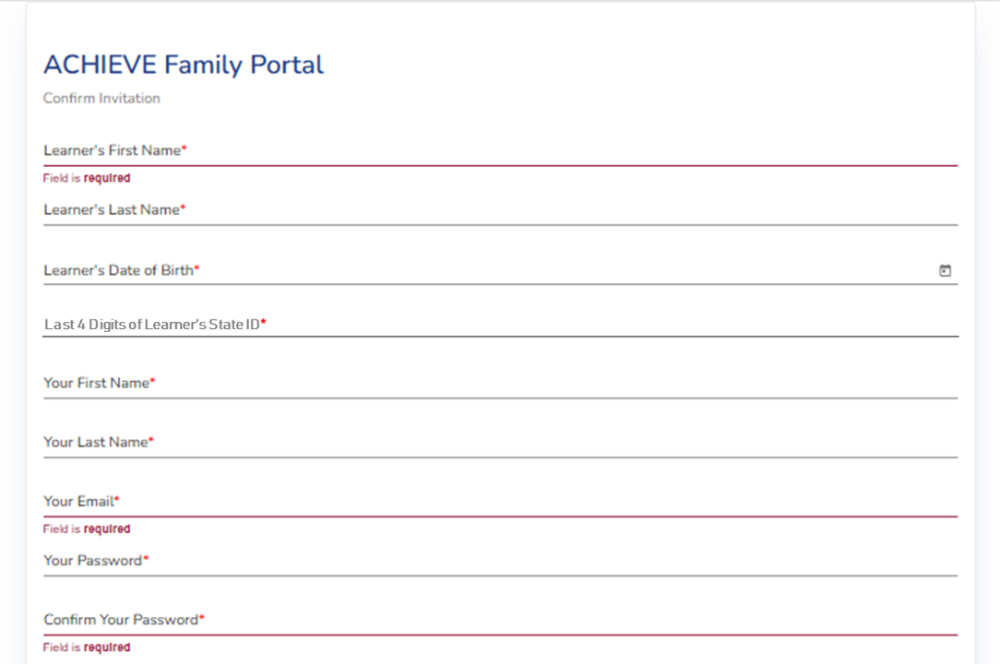 ACHIEVE Family Portal
Confirm Invitation
Learner's First Name*
Field is required
Learner's Last Name*
Learner's Date of Birth*
Last 4 Digits of Learner's State ID*
Your First Name*
Your Last Name*
Your Email*
Field is required
Your Password*
Confirm Your Password*
Field is required